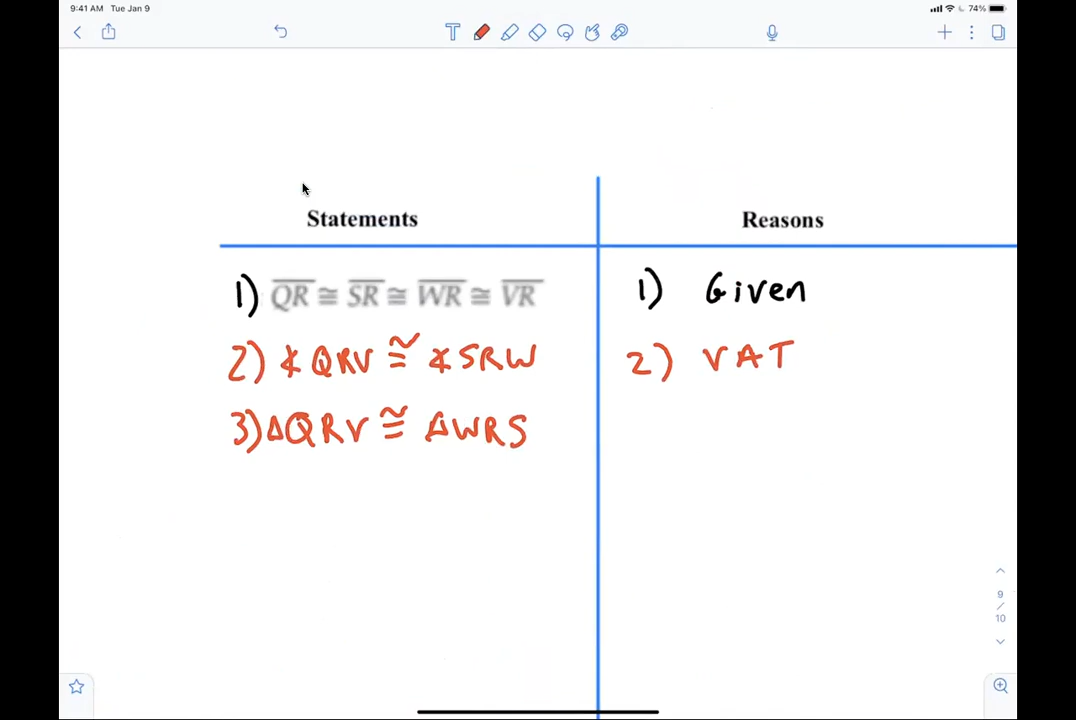 9:41 AM Tue Jan 9
74%
T
Statements
Reasons
1) QR ≅ SR ≅ WR ≅ VR
1) Given
2) ∡QRV ≅ ∡SRW
2) VAT
3) ΔQRV ≅ ΔWRS
9
/
10